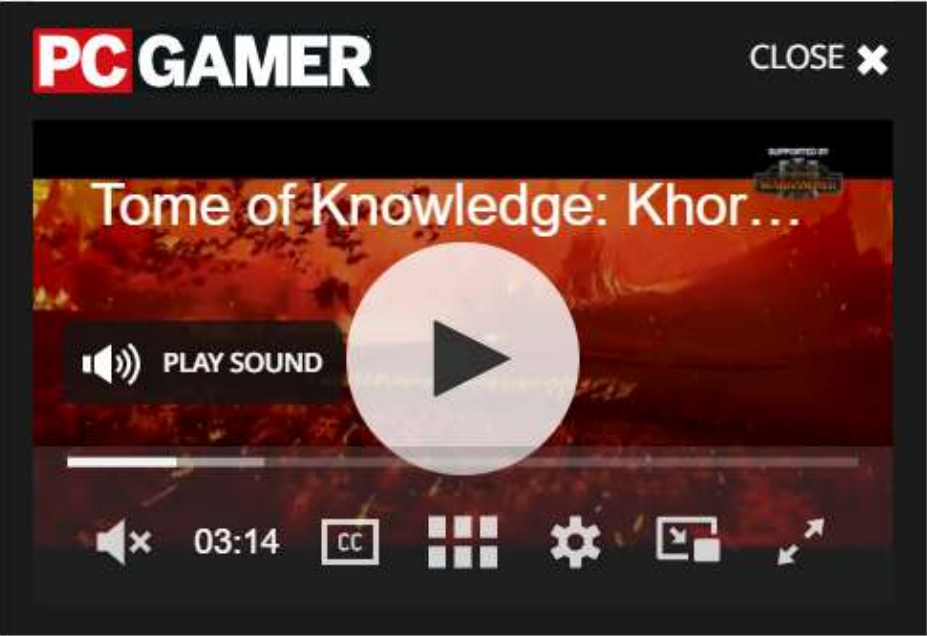 PC GAMER
CLOSE
SUPPORTED BY
Tome of Knowledge: Khor...
PLAY SOUND
03:14
CC